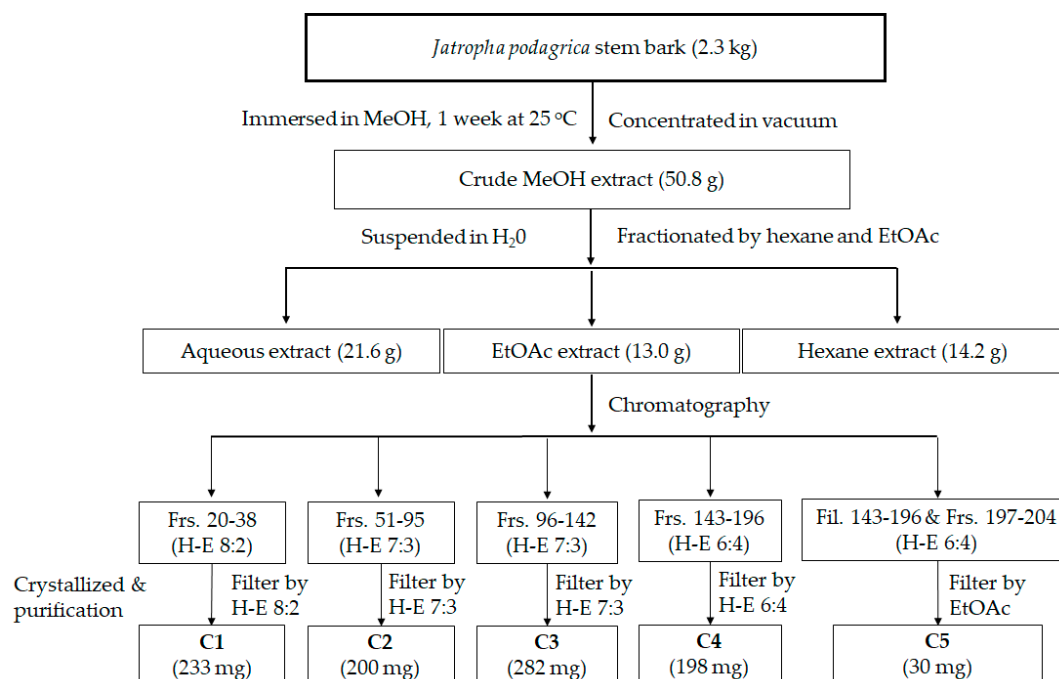 Jatropha podagrica stem bark (2.3 kg)
Immersed in MeOH, 1 week at 25 °C
Concentrated in vacuum
Crude MeOH extract (50.8 g)
Suspended in H₂0
Fractionated by hexane and EtOAc
Aqueous extract (21.6 g)
EtOAc extract (13.0 g)
Hexane extract (14.2 g)
Chromatography
Frs. 20-38
(H-E 8:2)
Frs. 51-95
(H-E 7:3)
Frs. 96-142
(H-E 7:3)
Frs. 143-196
(H-E 6:4)
Fil. 143-196 & Frs. 197-204
(H-E 6:4)
Crystallized &
purification
Filter by
H-E 8:2
Filter by
H-E 7:3
Filter by
H-E 7:3
Filter by
H-E 6:4
Filter by
EtOAc
C1
(233 mg)
C2
(200 mg)
C3
(282 mg)
C4
(198 mg)
C5
(30 mg)